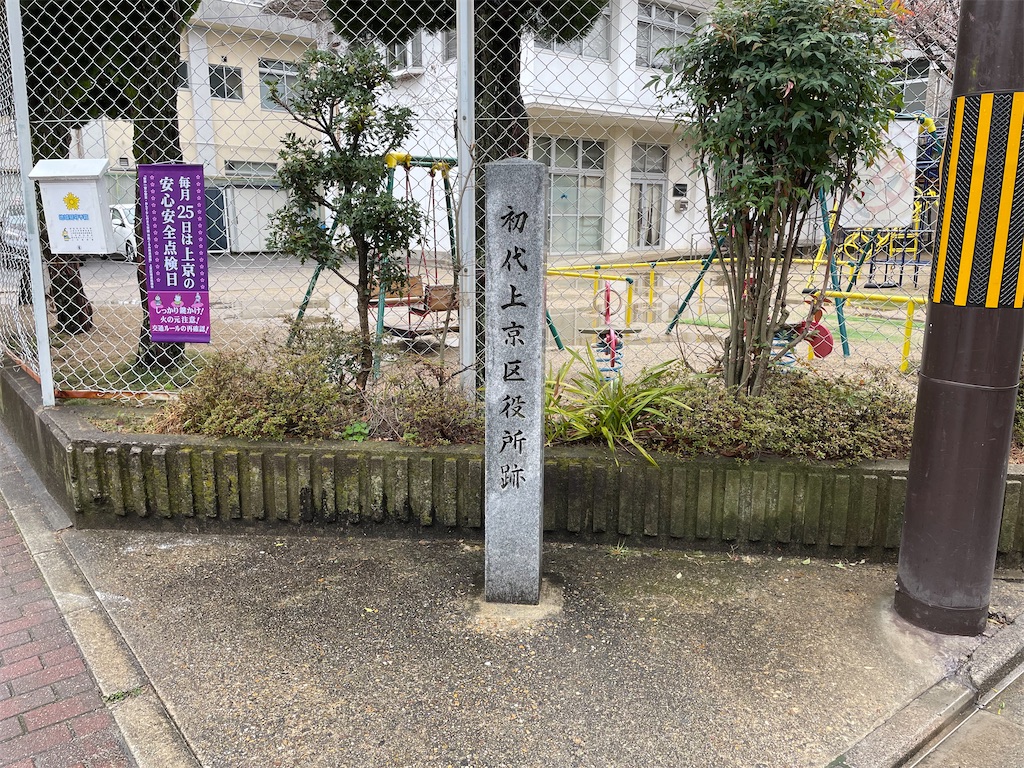 初代上京区役所跡
毎月25日は上京の
安心安全点検日
しっかり鍵かけ!
火の元注意!
交通ルールの再確認!